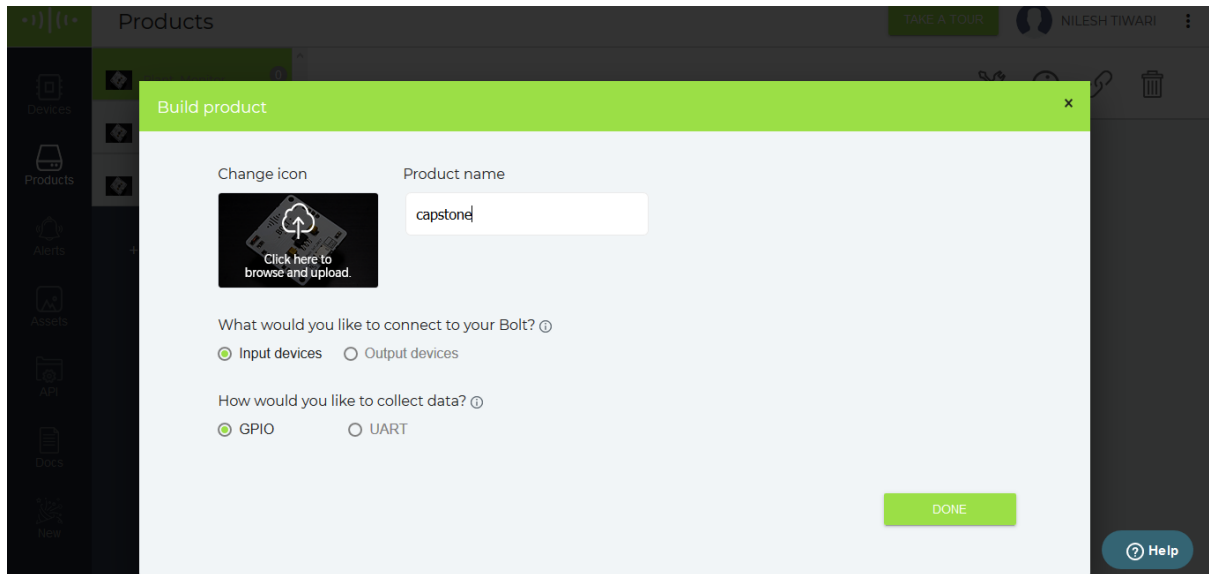 Products
TAKE A TOUR
NILESH TIWARI
0
Devices
Build product
×
Products
Alerts
+
Assets
API
Docs
New
Change icon
Product name
capstone
Click here to
browse and upload.
What would you like to connect to your Bolt?
Input devices
Output devices
How would you like to collect data?
GPIO
UART
DONE
Help